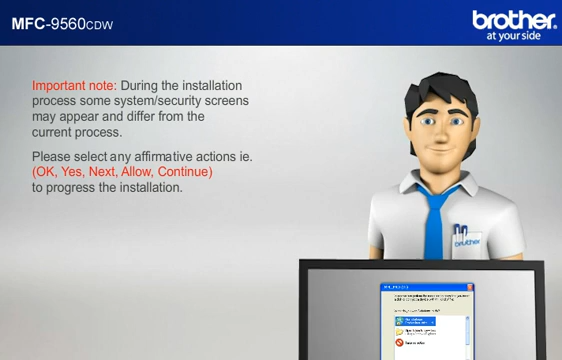 MFC-9560CDW
brother
at your side
Important note: During the installation
process some system/security screens
may appear and differ from the
current process.
Please select any affirmative actions ie.
(OK, Yes, Next, Allow, Continue)
to progress the installation.
brother